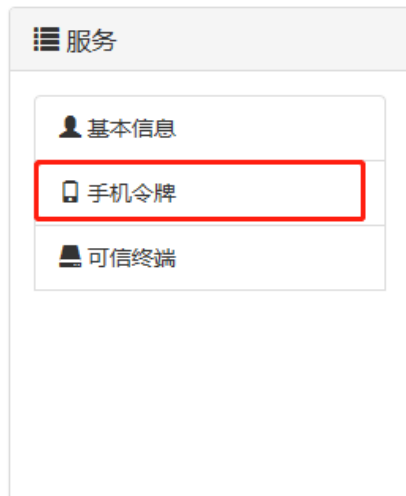 服务
基本信息
手机令牌
可信终端